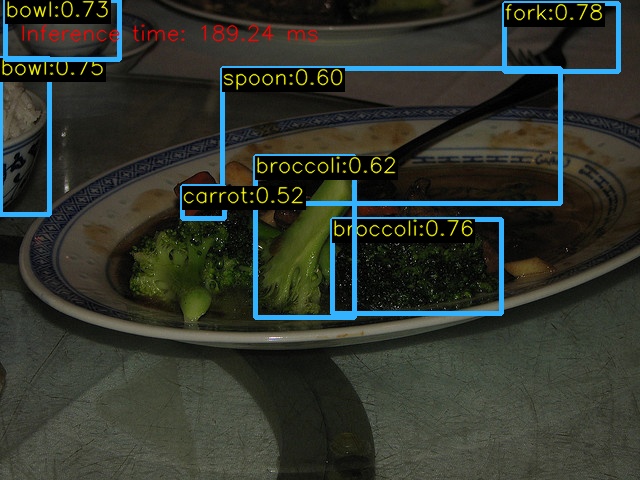 bowl:0.73
fork:0.78
Inference time: 189.24 ms
bowl:0.75
spoon:0.60
broccoli:0.62
carrot:0.52
broccoli:0.76